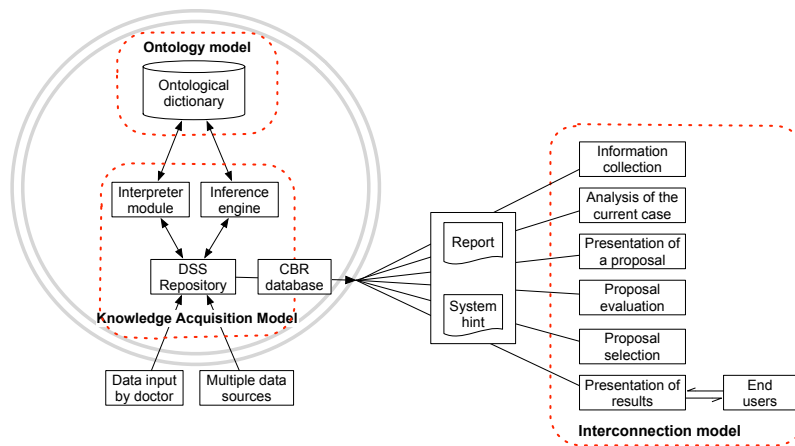 Ontology model
Ontological
dictionary
Interpreter
module
Inference
engine
DSS
Repository
CBR
database
Knowledge Acquisition Model
Data input
by doctor
Multiple data
sources
Report
System
hint
Information
collection
Analysis of the
current case
Presentation of
a proposal
Proposal
evaluation
Proposal
selection
Presentation of
results
End
users
Interconnection model